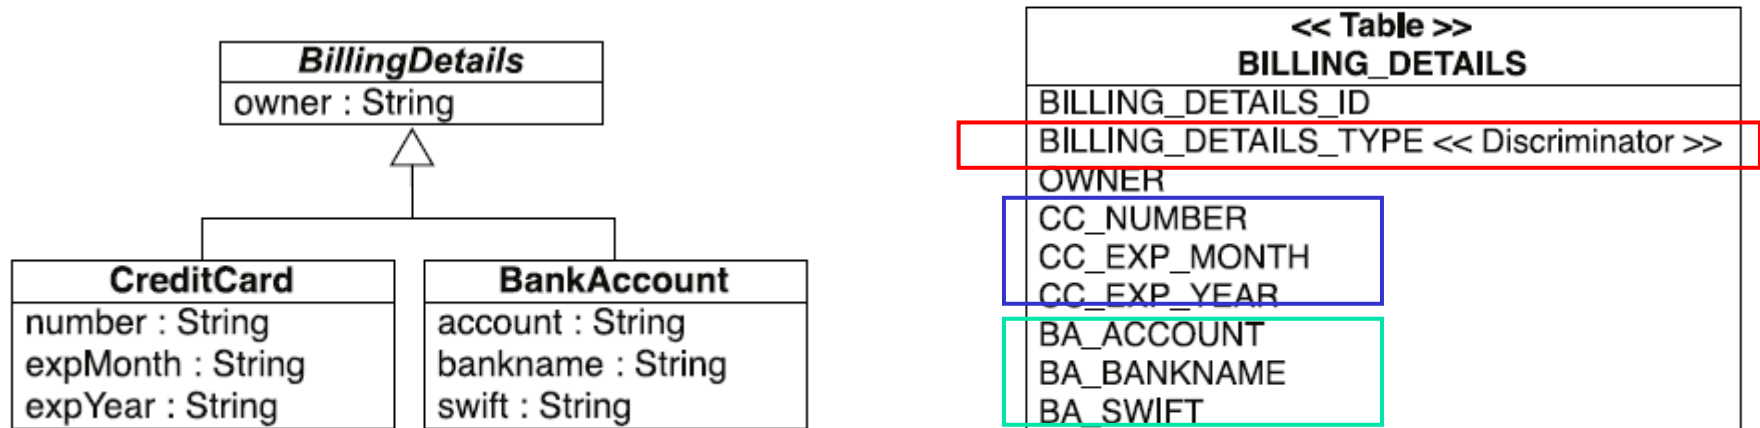 BillingDetails
owner : String
CreditCard
number : String
expMonth : String
expYear : String
BankAccount
account : String
bankname : String
swift : String
<< Table >>
BILLING_DETAILS
BILLING_DETAILS_ID
BILLING_DETAILS_TYPE << Discriminator >>
OWNER
CC_NUMBER
CC_EXP_MONTH
CC_EXP_YEAR
BA_ACCOUNT
BA_BANKNAME
BA_SWIFT